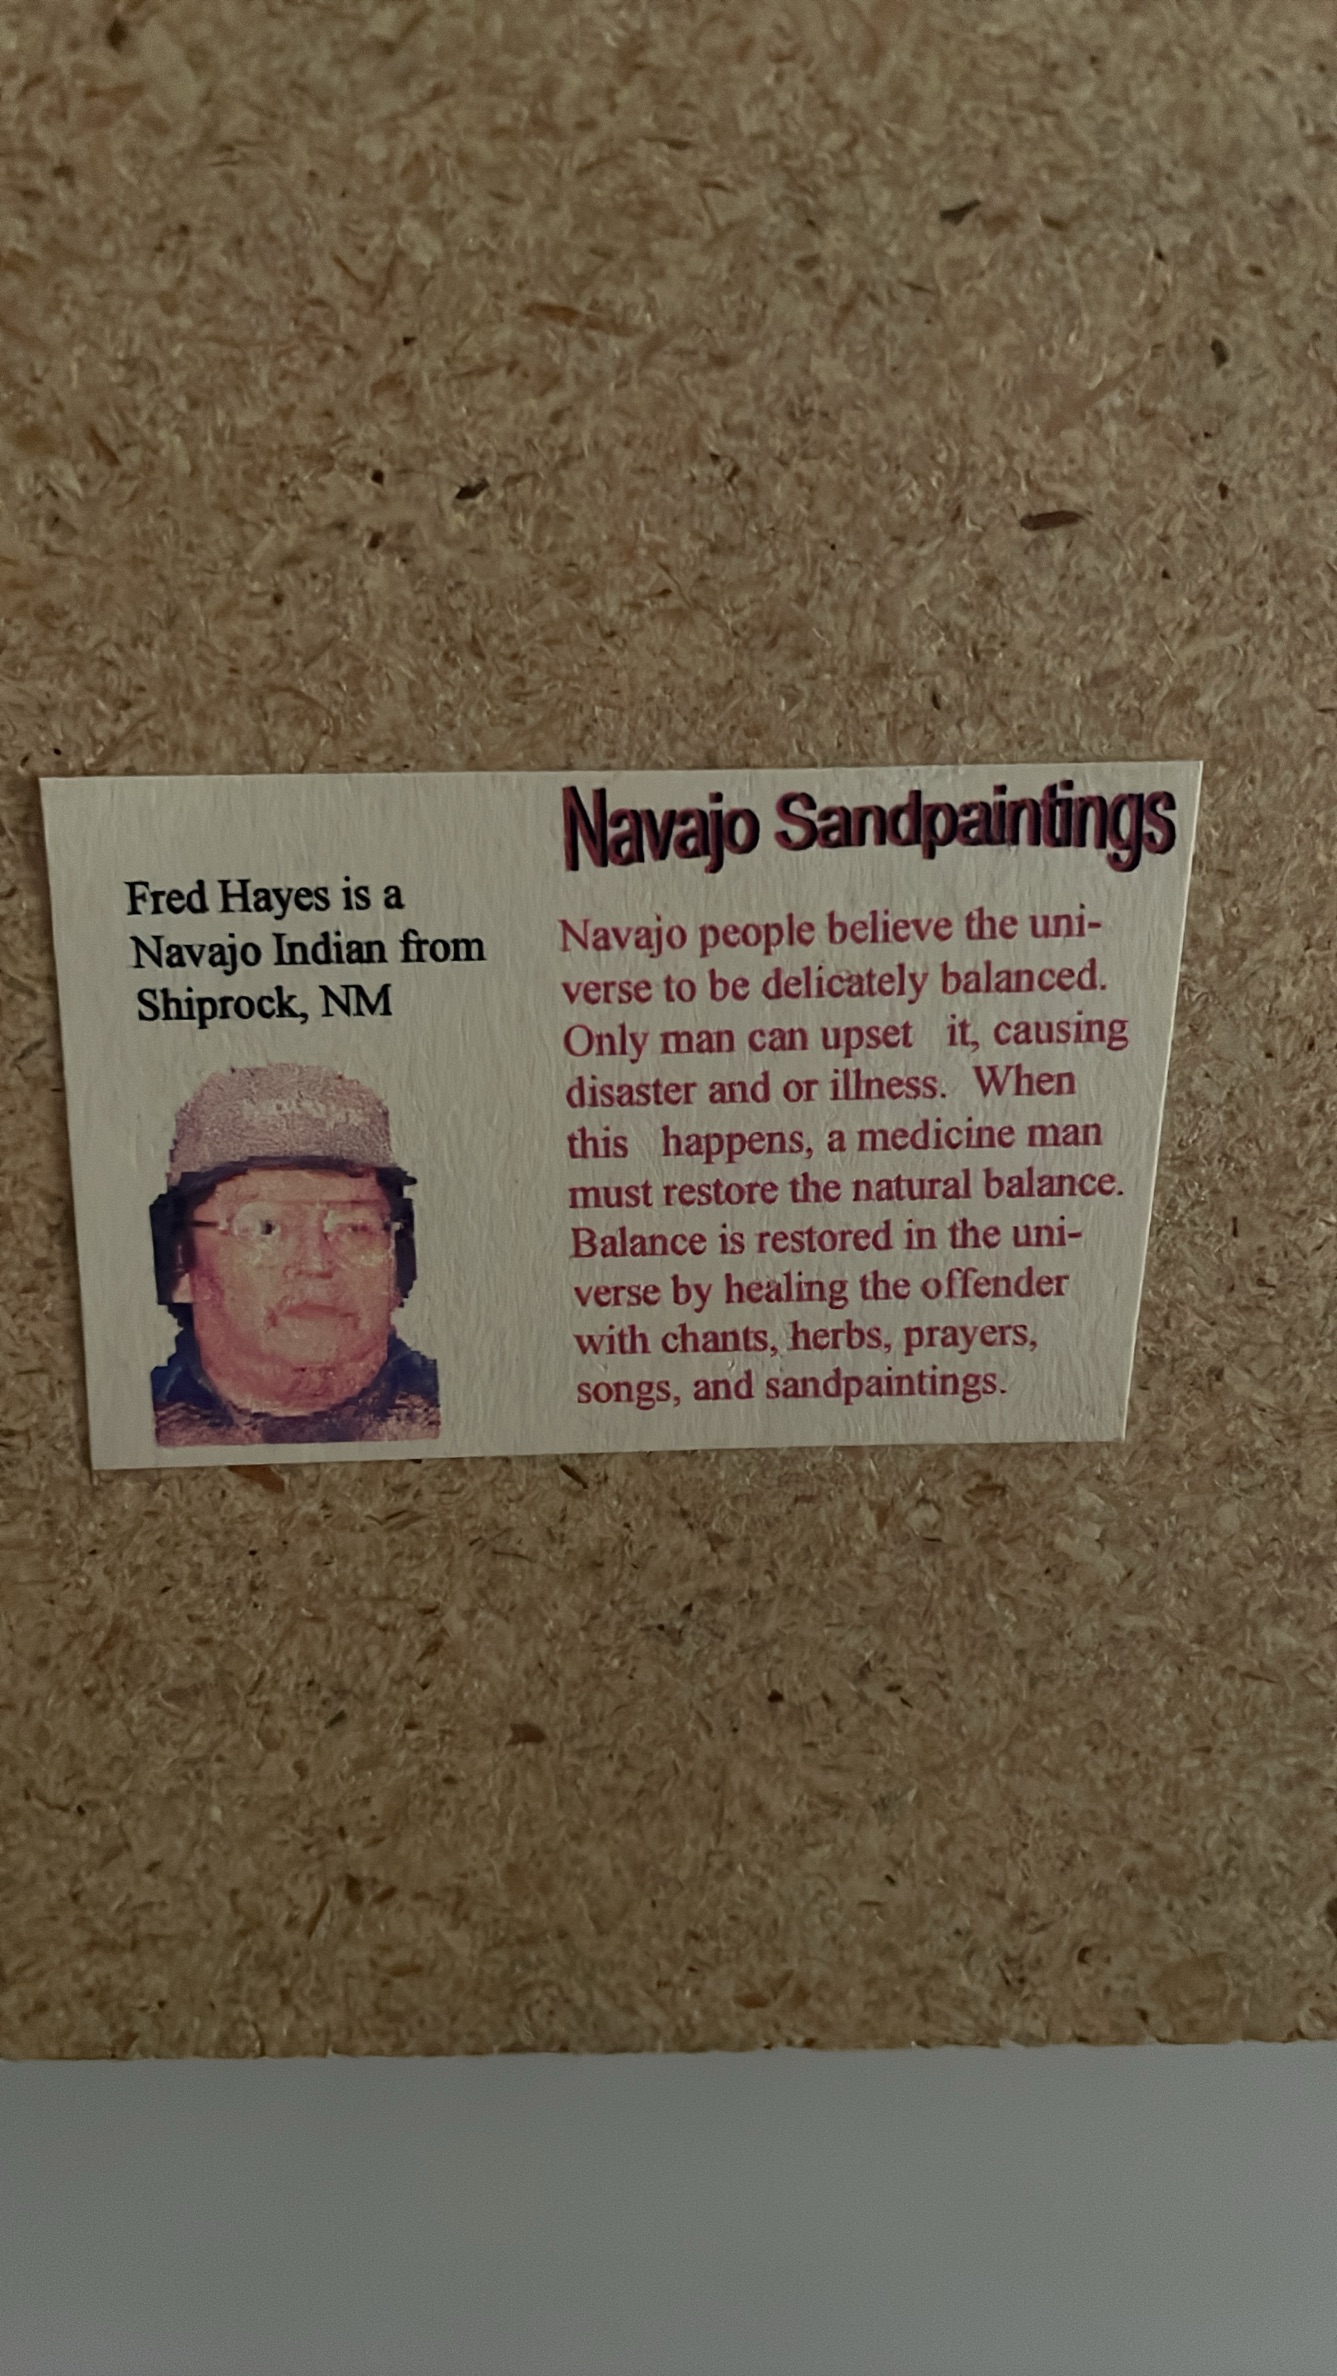 Fred Hayes is a
Navajo Indian from
Shiprock, NM
Navajo Sandpaintings
Navajo people believe the uni-
verse to be delicately balanced.
Only man can upset it, causing
disaster and or illness. When
this happens, a medicine man
must restore the natural balance.
Balance is restored in the uni-
verse by healing the offender
with chants, herbs, prayers,
songs, and sandpaintings.